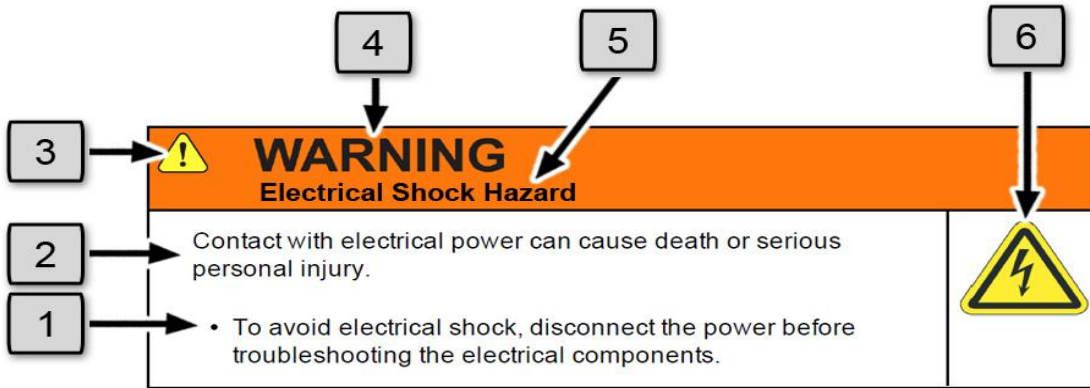 4 5 6
3 ! WARNING
Electrical Shock Hazard
2 Contact with electrical power can cause death or serious
personal injury.
1 • To avoid electrical shock, disconnect the power before
troubleshooting the electrical components.